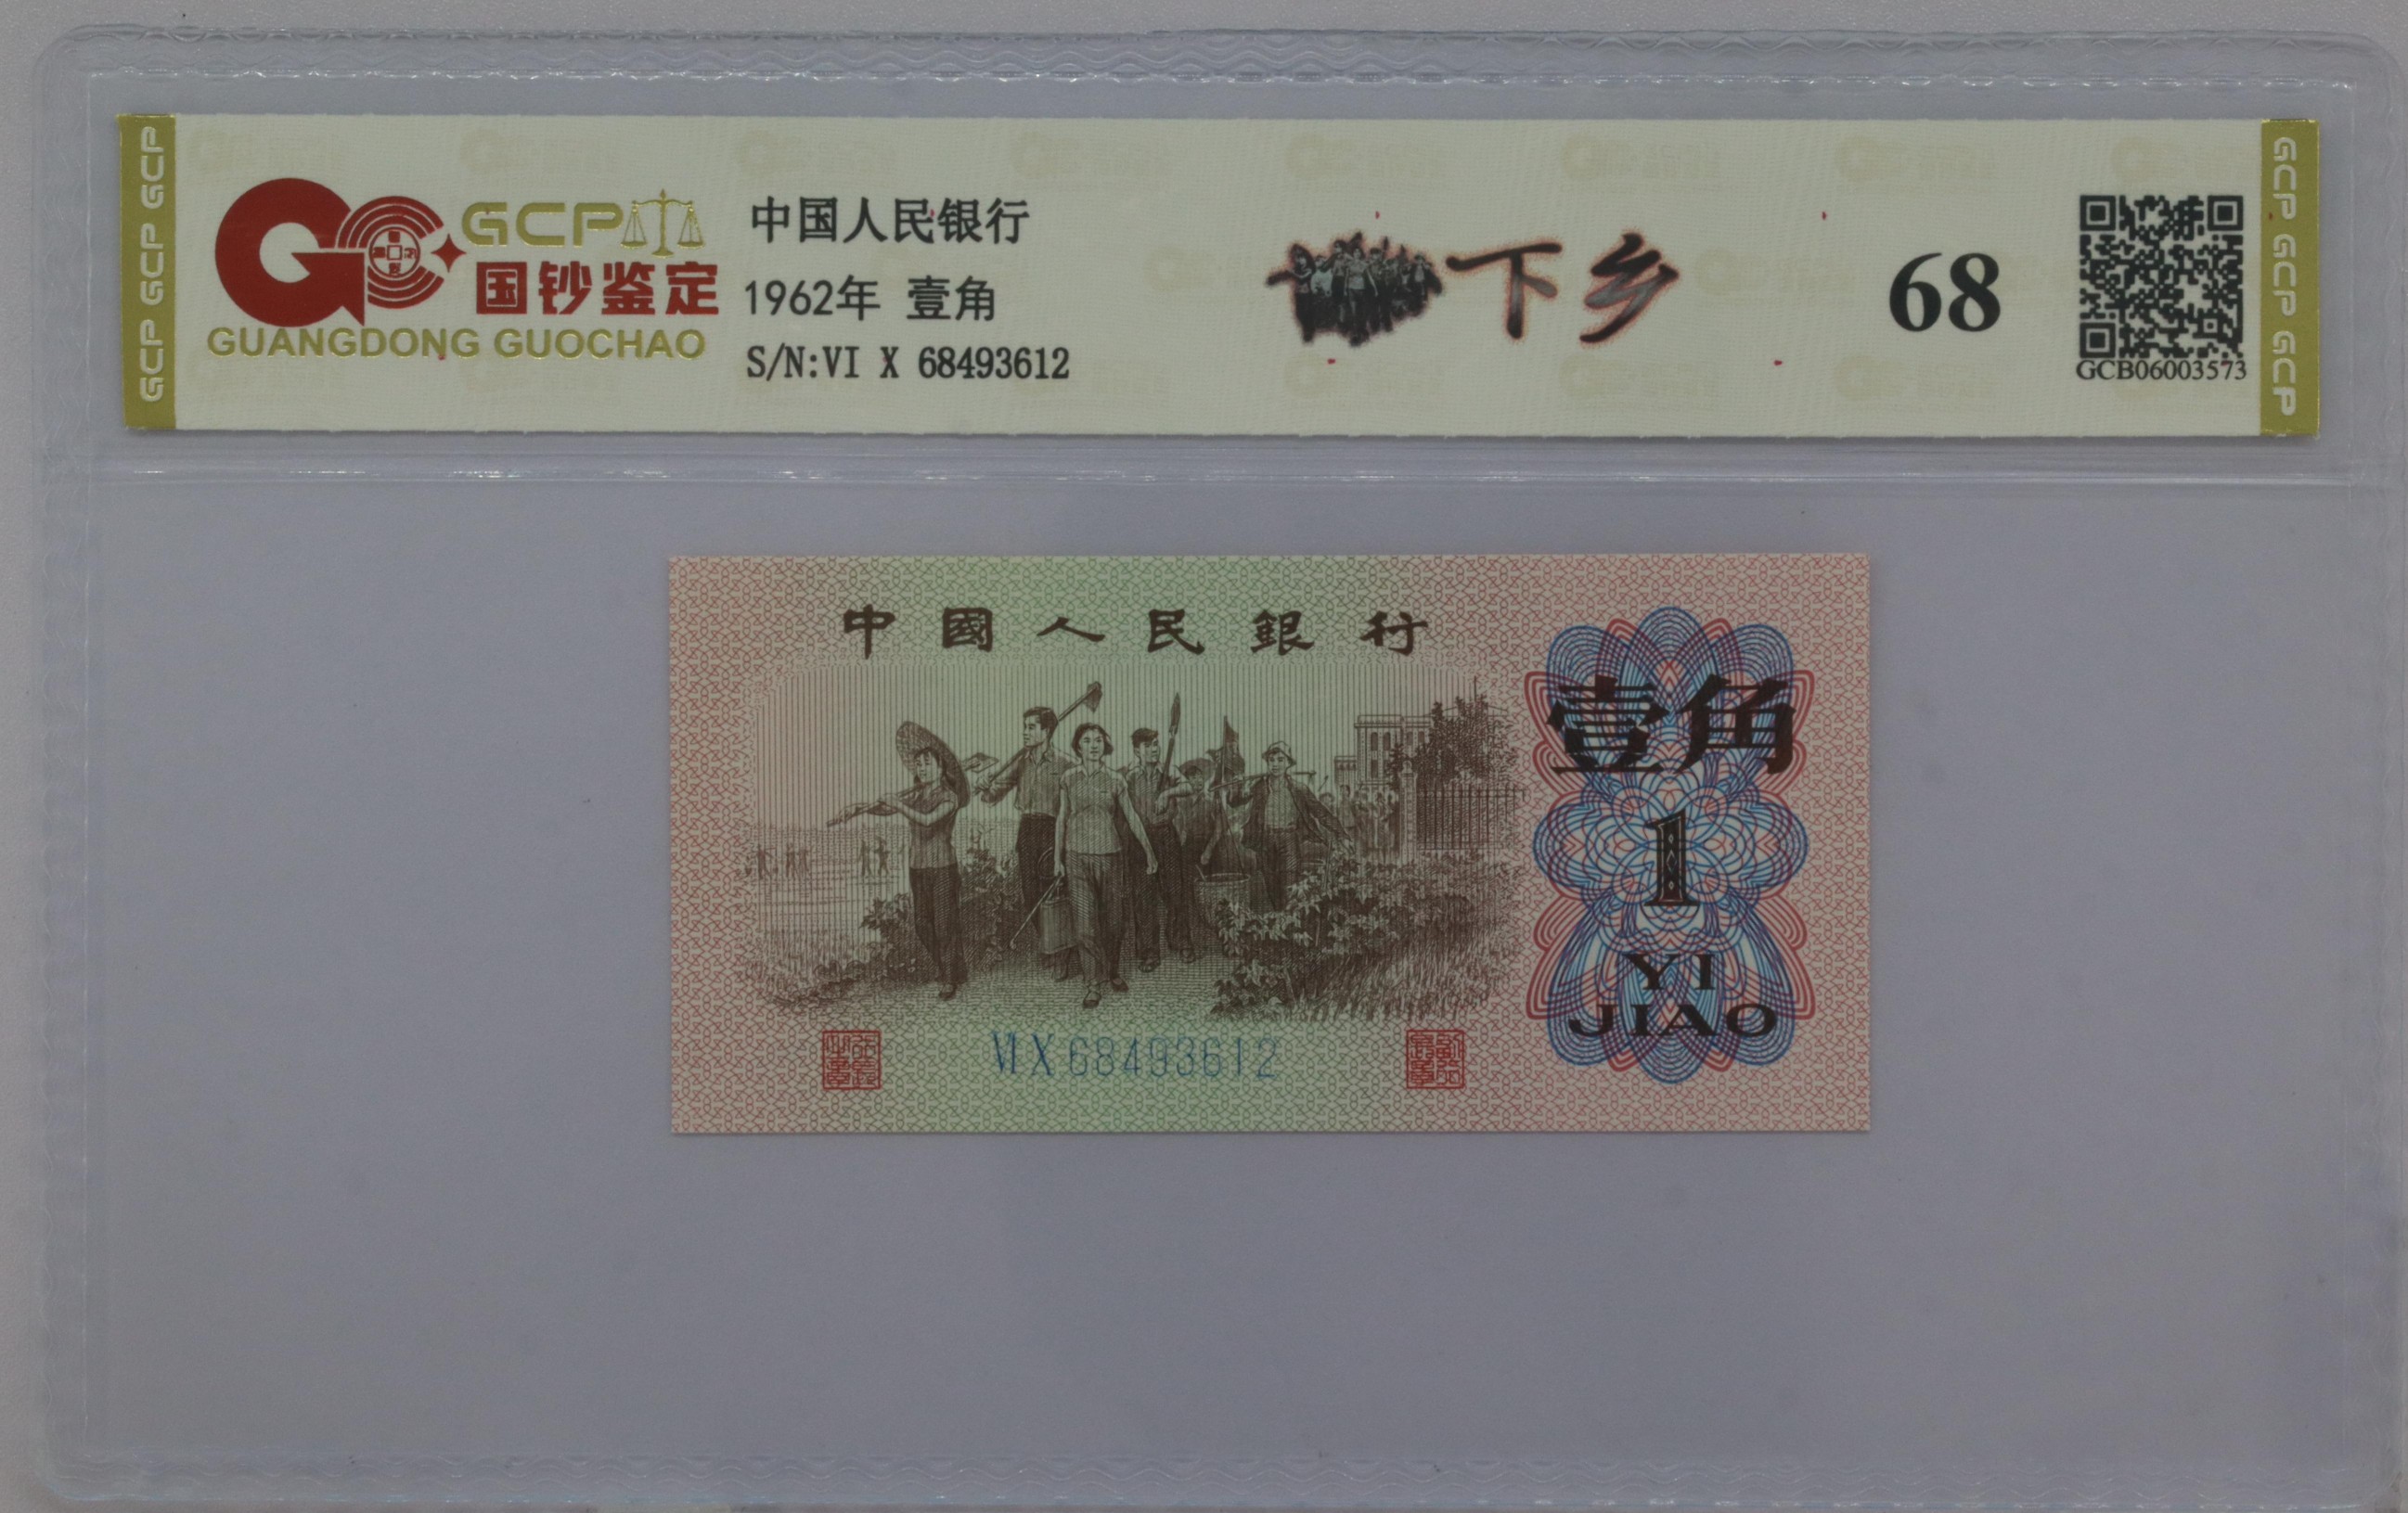 GCP GCP GCP
GCP
国钞鉴定
GUANGDONG GUOCHAO
中国人民银行
1962年 壹角
S/N:VI X 68493612
下乡
68
GCB06003573
GCP GCP GCP
中國人民銀行
壹角
1
YI
JIAO
VI X 68493612